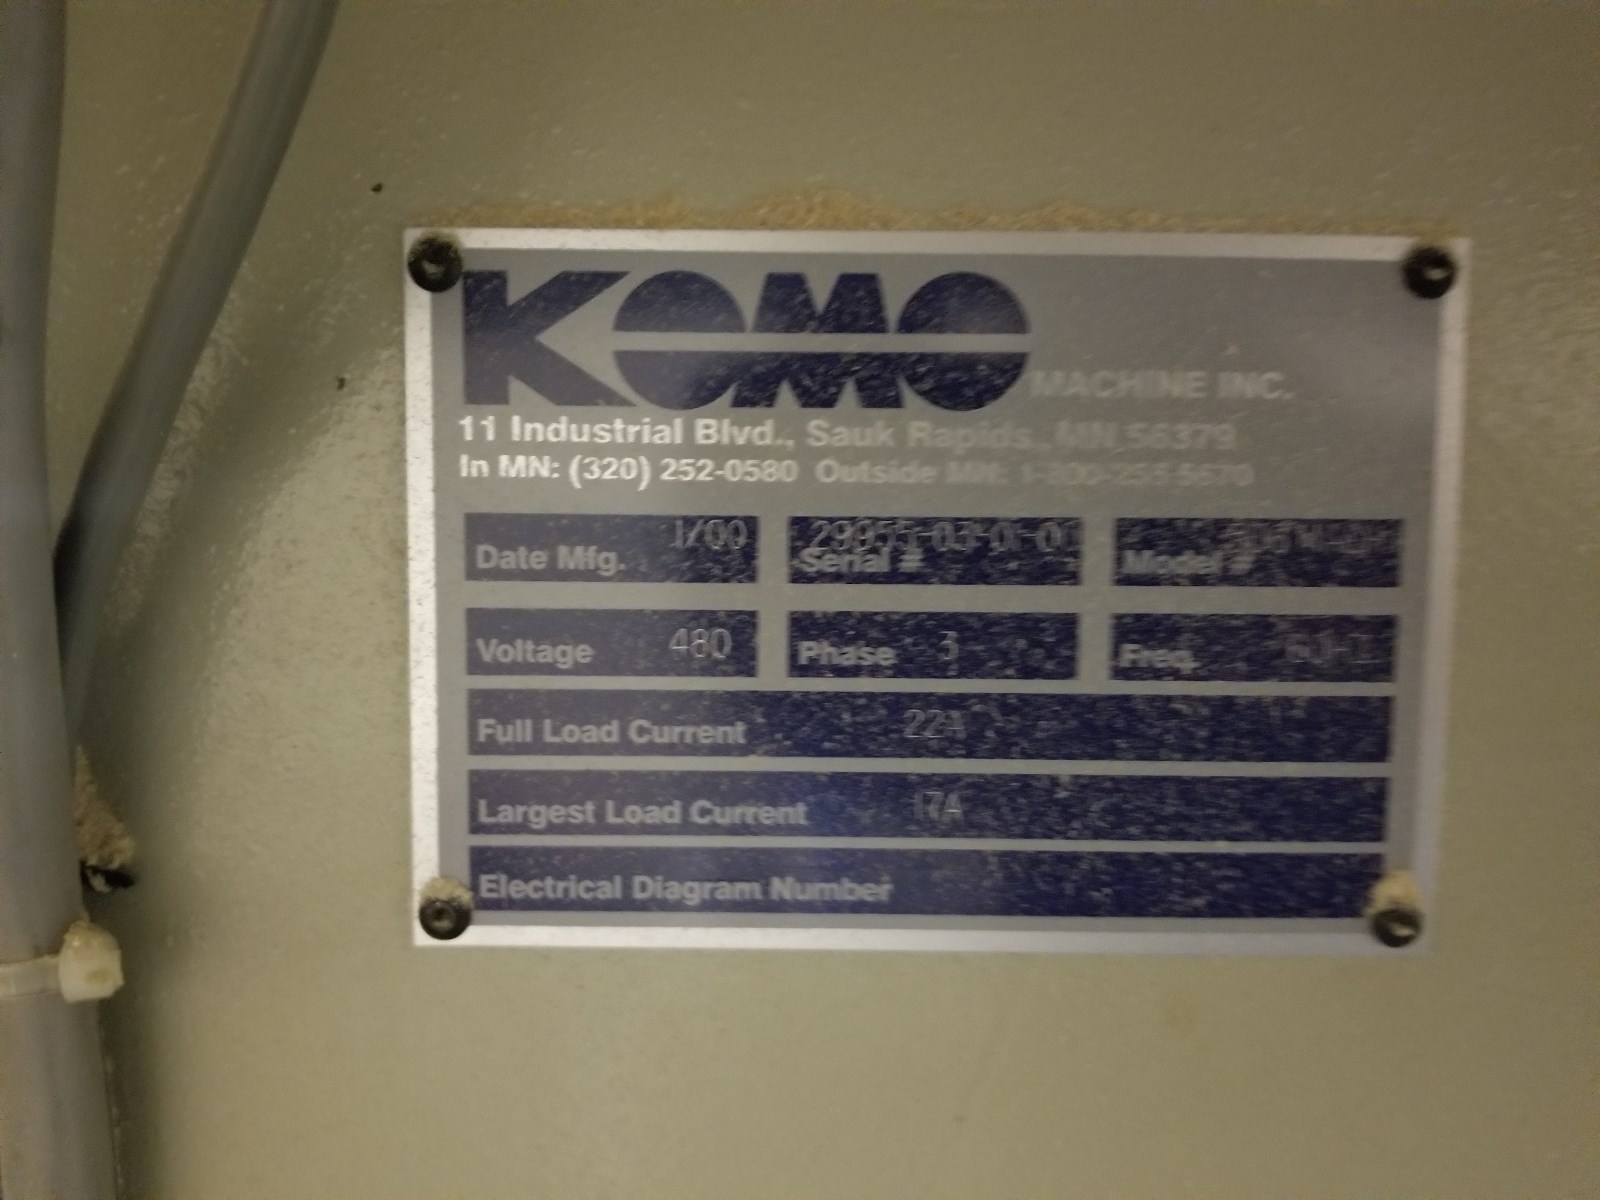 KOMO MACHINE INC.
11 Industrial Blvd., Sauk Rapids, MN 56379
In MN: (320) 252-0580 Outside MN:
Date Mfg. 1/00 Serial # Model #
Voltage 480 Phase 3 Freq.
Full Load Current 22A
Largest Load Current 17A
Electrical Diagram Number